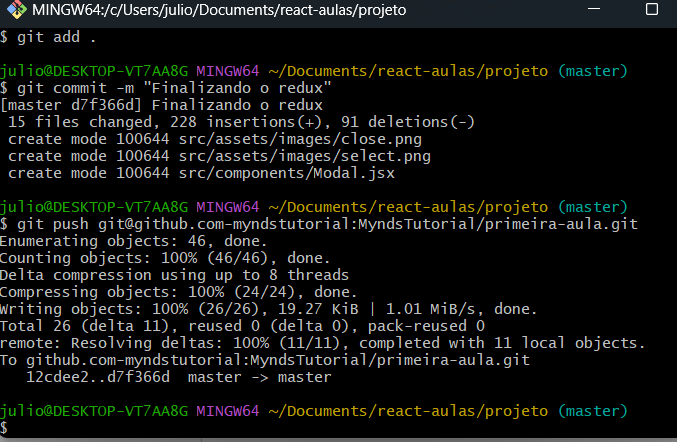 MINGW64:/c/Users/julio/Documents/react-aulas/projeto
$ git add .
julio@DESKTOP-VT7AA8G MINGW64 ~/Documents/react-aulas/projeto (master)
$ git commit -m "Finalizando o redux"
[master d7f366d] Finalizando o redux
 15 files changed, 228 insertions(+), 91 deletions(-)
 create mode 100644 src/assets/images/close.png
 create mode 100644 src/assets/images/select.png
 create mode 100644 src/components/Modal.jsx
julio@DESKTOP-VT7AA8G MINGW64 ~/Documents/react-aulas/projeto (master)
$ git push git@github.com-myndstutorial:MyndsTutorial/primeira-aula.git
Enumerating objects: 46, done.
Counting objects: 100% (46/46), done.
Delta compression using up to 8 threads
Compressing objects: 100% (24/24), done.
Writing objects: 100% (26/26), 19.27 KiB | 1.01 MiB/s, done.
Total 26 (delta 11), reused 0 (delta 0), pack-reused 0
remote: Resolving deltas: 100% (11/11), completed with 11 local objects.
To github.com-myndstutorial:MyndsTutorial/primeira-aula.git
   12cdee2..d7f366d  master -> master
julio@DESKTOP-VT7AA8G MINGW64 ~/Documents/react-aulas/projeto (master)
$